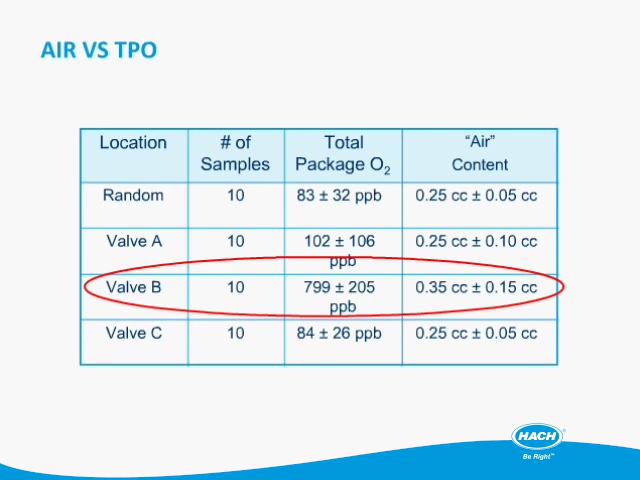 AIR VS TPO
Location
# of
Samples
Total
Package O₂
“Air”
Content
Random
10
83 ± 32 ppb
0.25 cc ± 0.05 cc
Valve A
10
102 ± 106
ppb
0.25 cc ± 0.10 cc
Valve B
10
799 ± 205
ppb
0.35 cc ± 0.15 cc
Valve C
10
84 ± 26 ppb
0.25 cc ± 0.05 cc
HACH
Be Right™